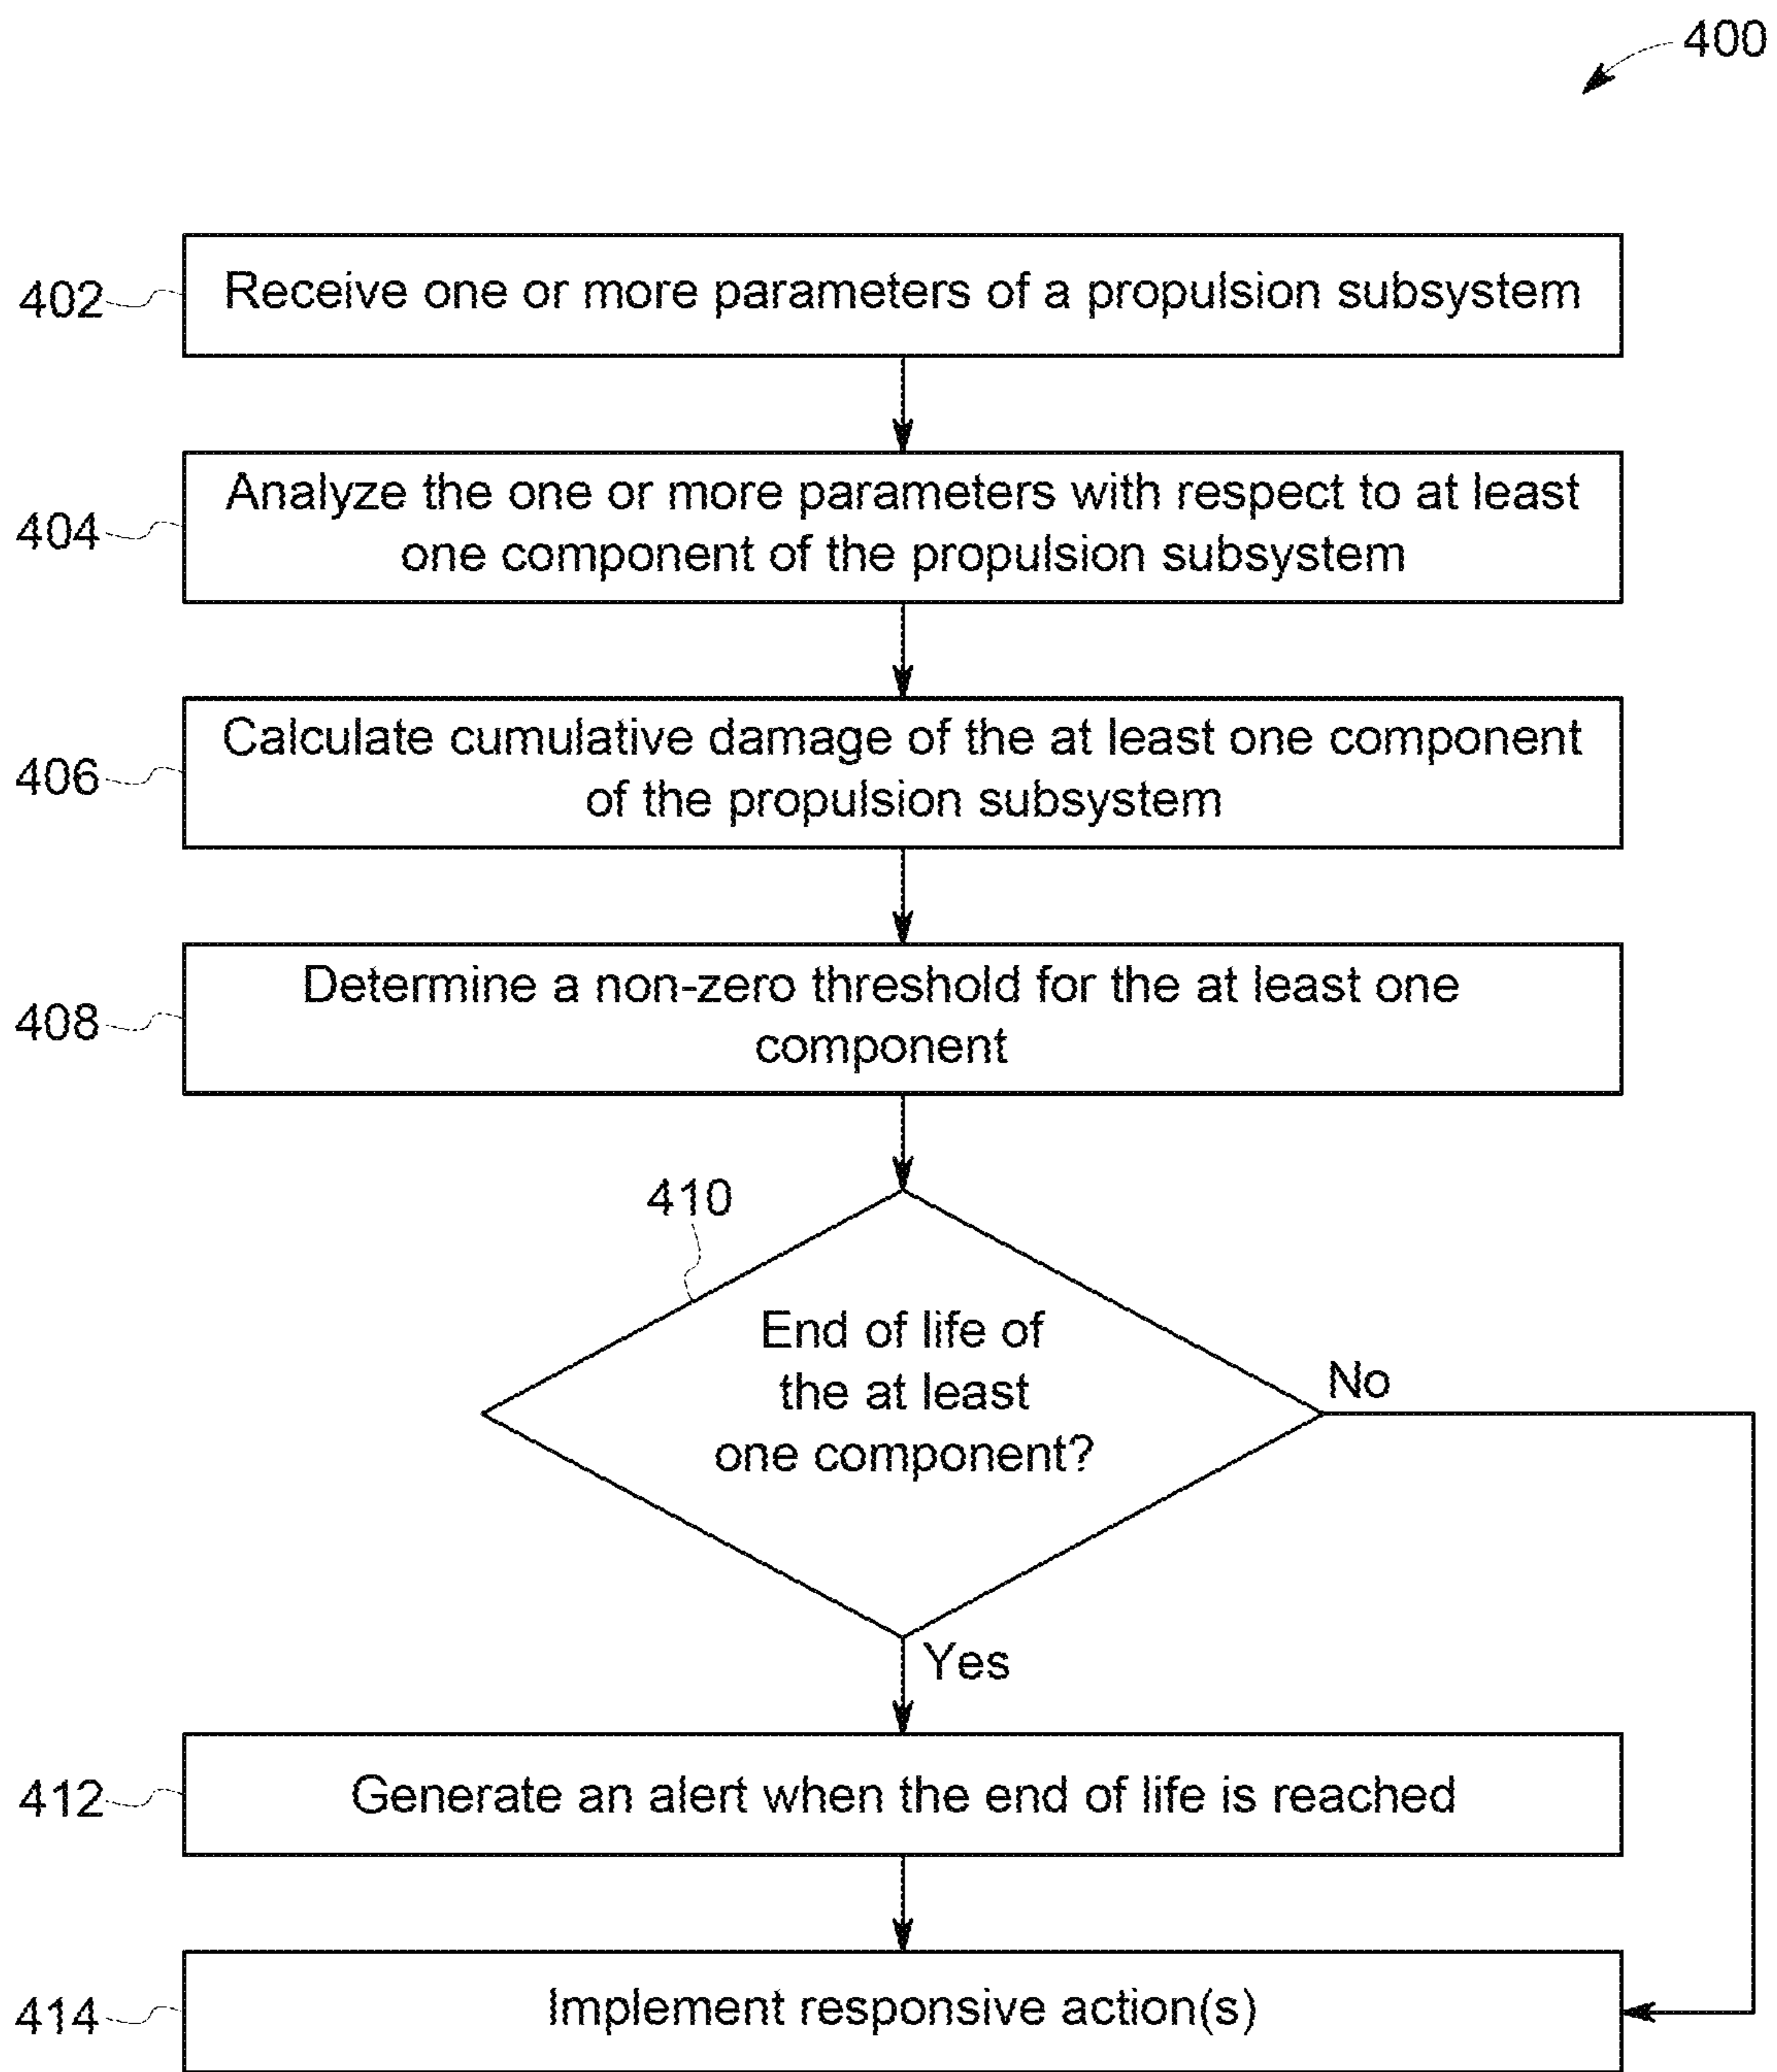 400
402
Receive one or more parameters of a propulsion subsystem
404
Analyze the one or more parameters with respect to at least
one component of the propulsion subsystem
406
Calculate cumulative damage of the at least one component
of the propulsion subsystem
408
Determine a non-zero threshold for the at least one
component
410
End of life of
the at least
one component?
No
Yes
412
Generate an alert when the end of life is reached
414
Implement responsive action(s)